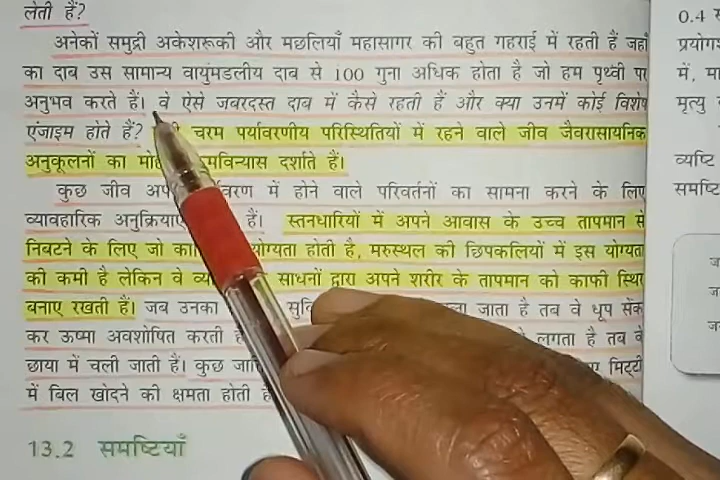 लेती हैं?
अनेकों समुद्री अकेशरूकी और मछलियाँ महासागर की बहुत गहराई में रहती हैं जहाँ
का दाब उस सामान्य वायुमंडलीय दाब से 100 गुना अधिक होता है जो हम पृथ्वी पर
अनुभव करते हैं। वे ऐसे जबरदस्त दाब में कैसे रहती हैं और क्या उनमें कोई विशेष
एंजाइम होते हैं? चरम पर्यावरणीय परिस्थितियों में रहने वाले जीव जैवरासायनिक
अनुकूलनों का दर्शाते हैं।
कुछ जीव में होने वाले परिवर्तनों का सामना करने के लिए
व्यावहारिक हैं। स्तनधारियों में अपने आवास के उच्च तापमान से
निबटने के लिए जो योग्यता होती है, मरुस्थल की छिपकलियों में इस योग्यता
की कमी है लेकिन वे साधनों द्वारा अपने शरीर के तापमान को काफी स्थिर
बनाए रखती हैं। जब उनका जाता है तब वे धूप सेंक
कर ऊष्मा अवशोषित करती लगता है तब वे
छाया में चली जाती हैं। कुछ मिट्टी
में बिल खोदने की क्षमता होती
13.2 समष्टियाँ
0.4
में,
मृत्यु
व्यष्टि
समष्टि